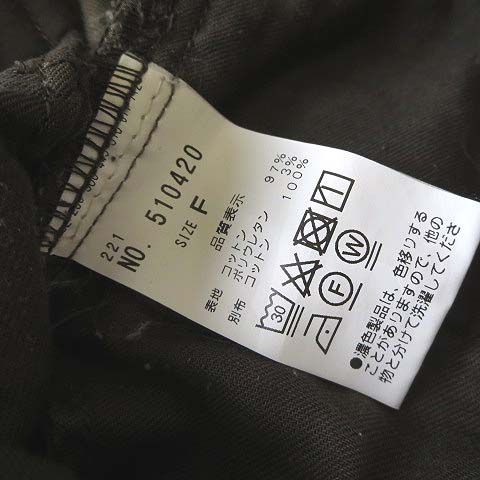 221
NO. 510420
SIZE F
品質表示
表地 コットン 97%
ポリウレタン 3%
別布 コットン 100%
30
F W
●濃色製品は、色移りする
ことがありますので、他の
物と分けて洗濯してくださ